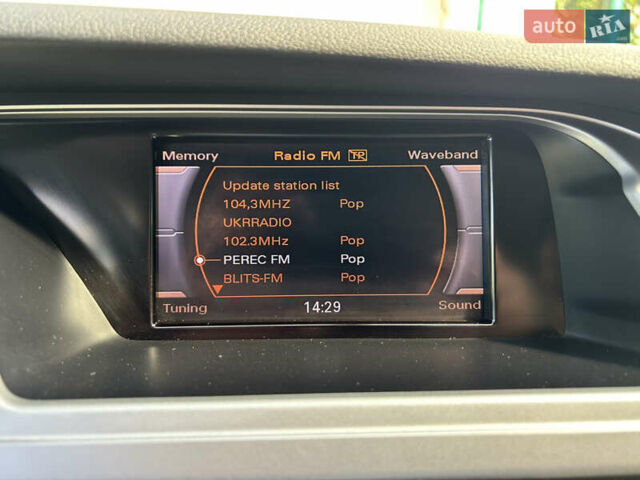 auto RIA.com
Memory Radio FM TP Waveband
Update station list
104,3MHZ Pop
UKRRADIO
102.3MHz Pop
PEREC FM Pop
BLITS-FM Pop
Tuning 14:29 Sound